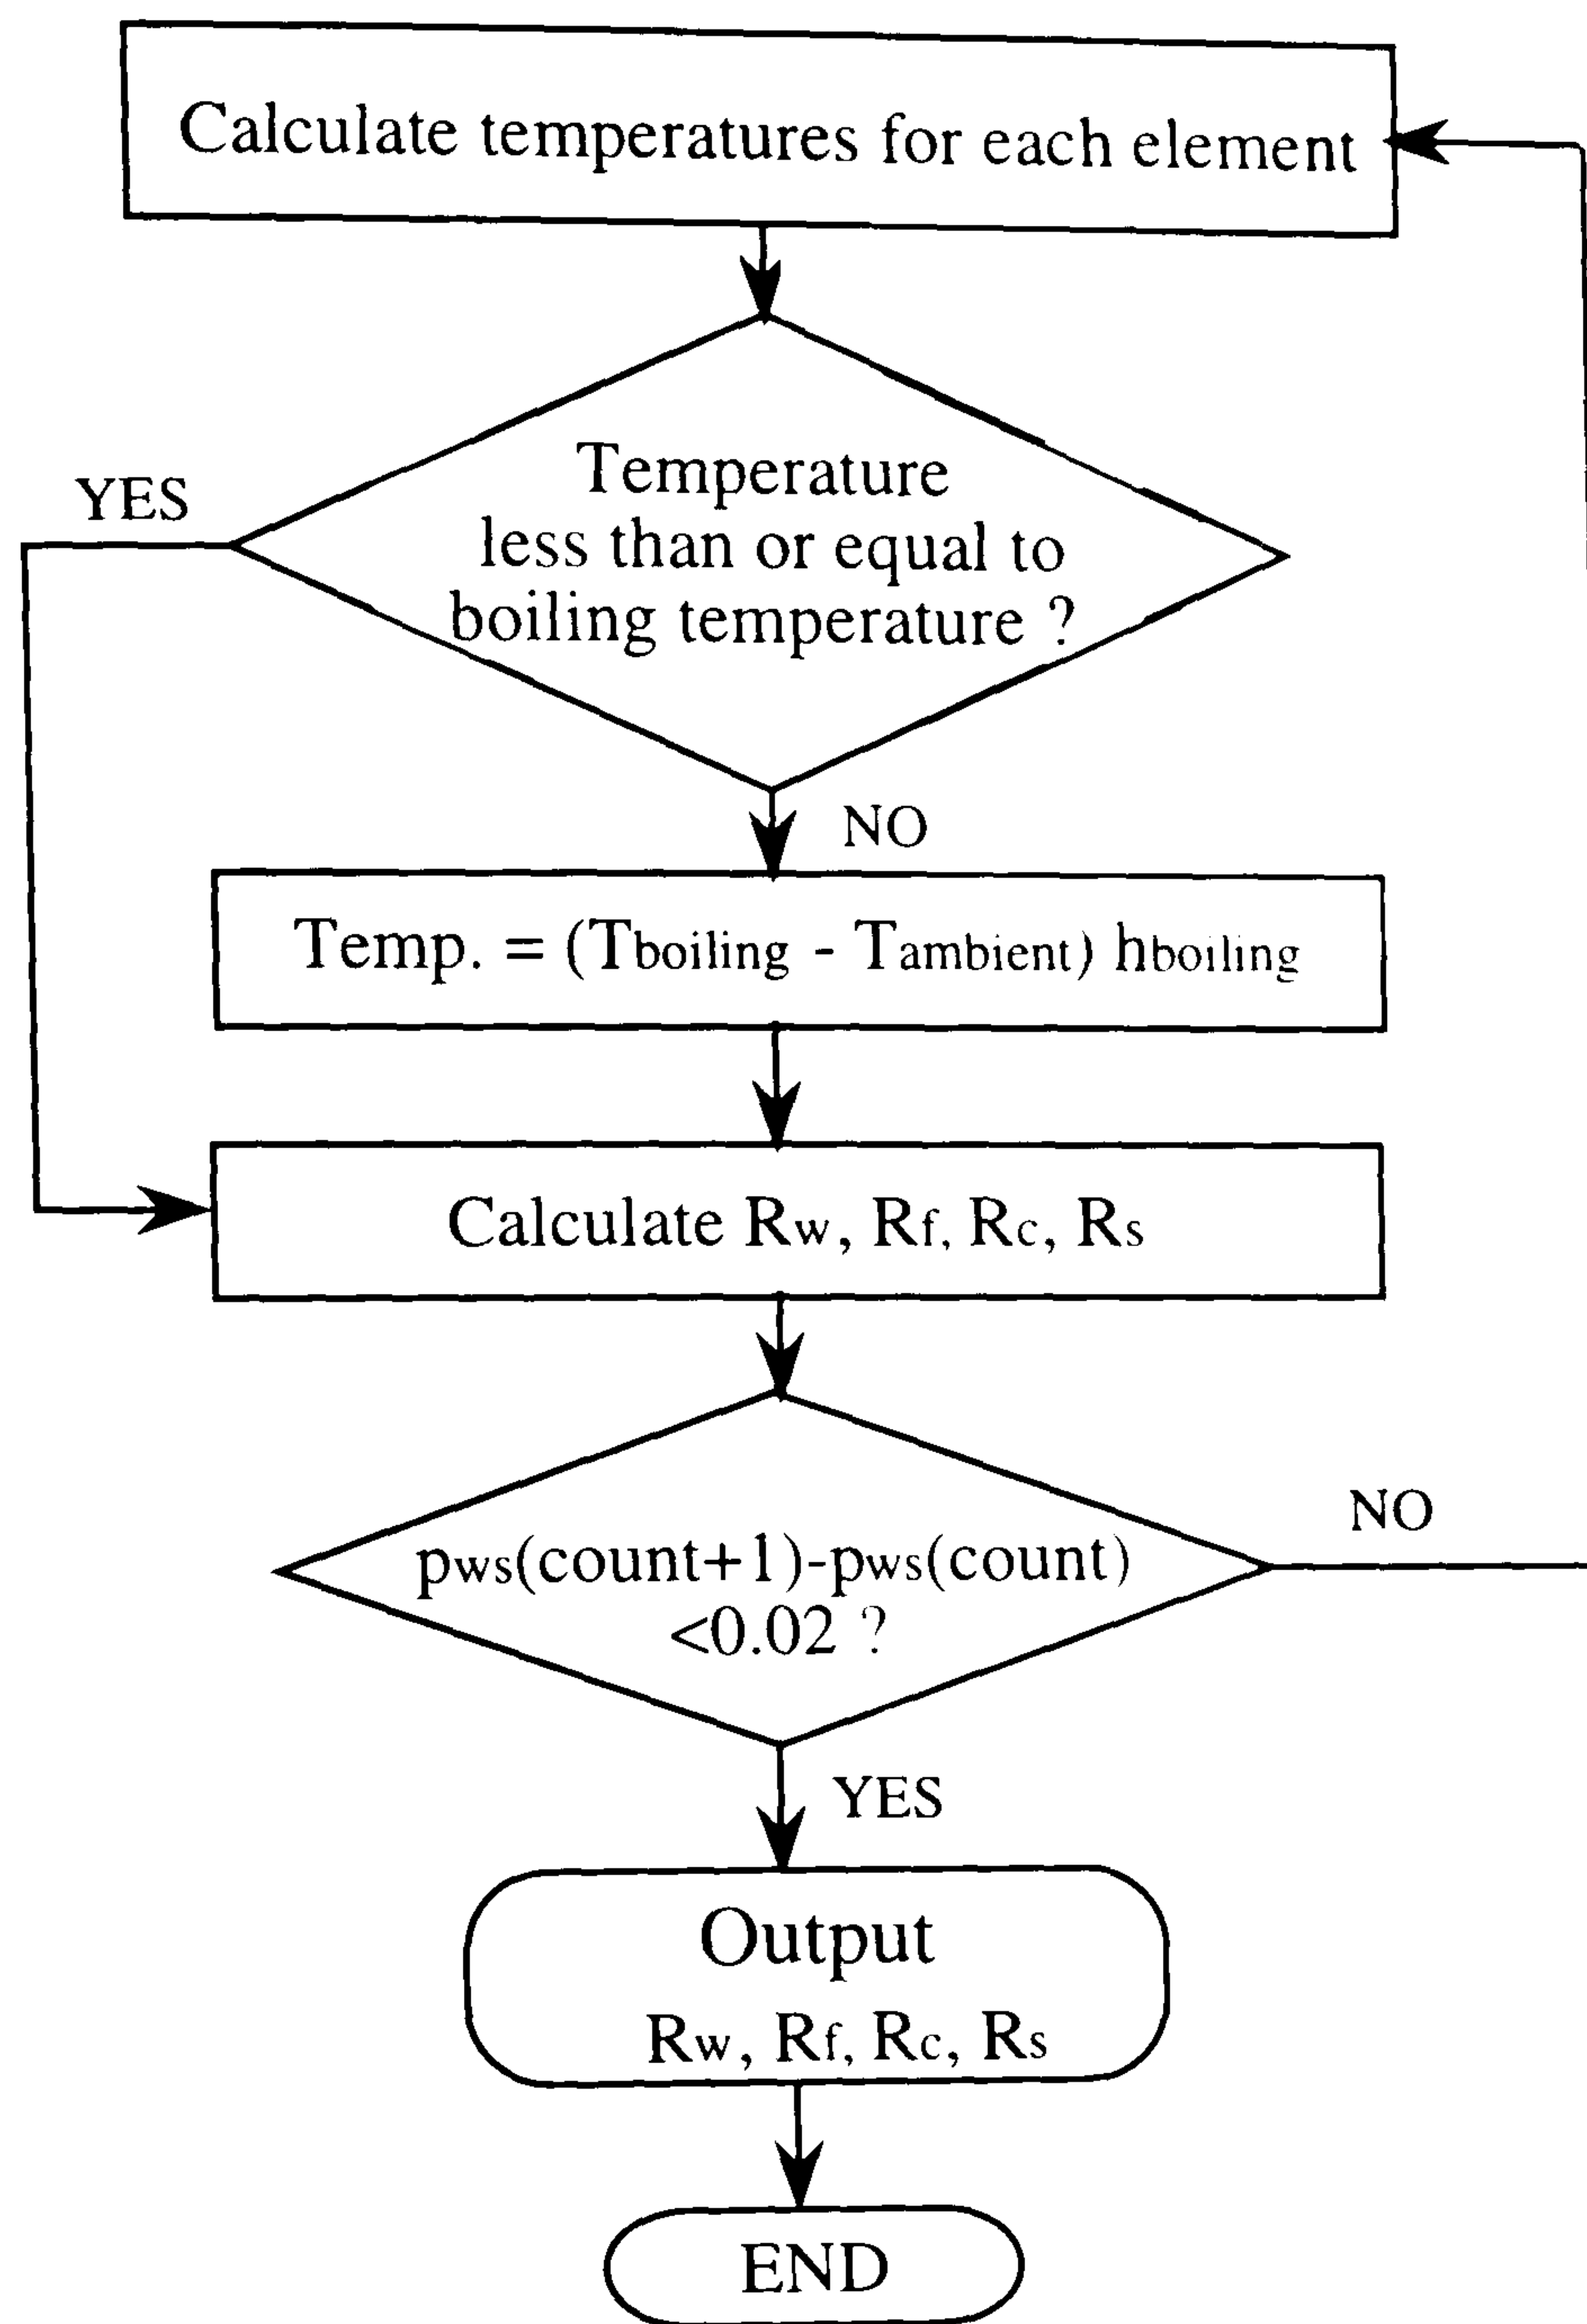 Calculate temperatures for each element
Temperature
YES
less than or equal to
boiling temperature ?
NO
Temp. = (Tboiling - Tambient) hboiling
Calculate Rw, Rf, Rc, Rs
NO
pws(count+1)-pws(count)
<0.02 ?
YES
Output
Rw, Rf, Rc, Rs
END